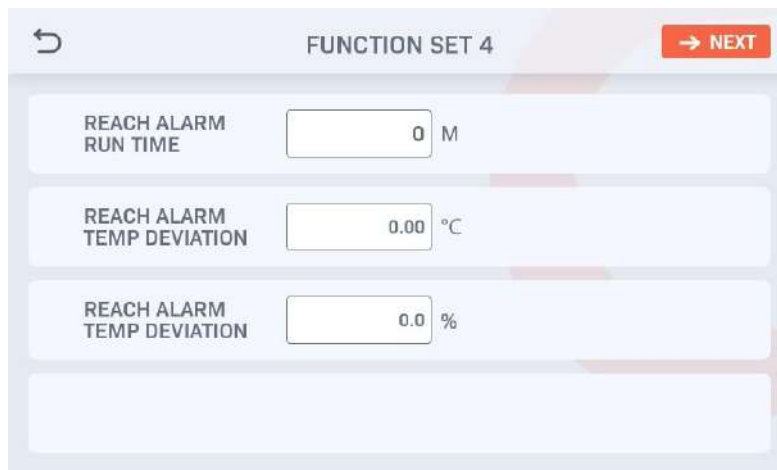 FUNCTION SET 4
→ NEXT
REACH ALARM
RUN TIME
0 M
REACH ALARM
TEMP DEVIATION
0.00 °C
REACH ALARM
TEMP DEVIATION
0.0 %